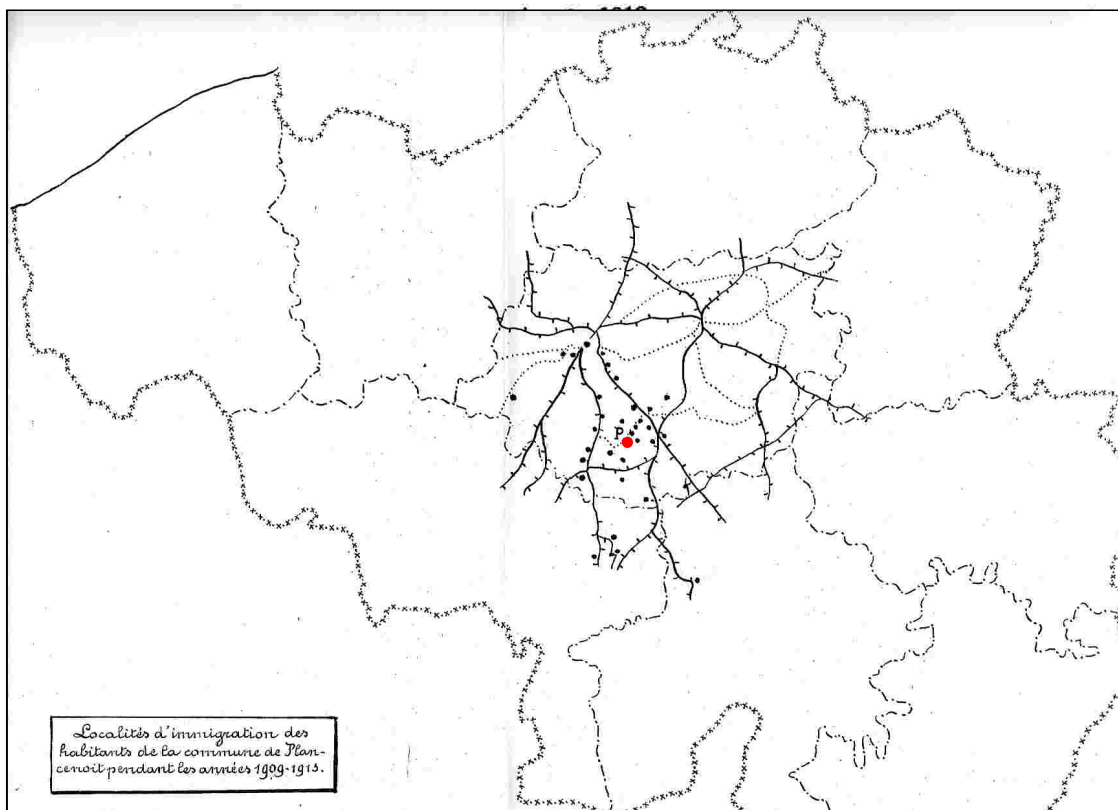 P
Localités d'immigration des
habitants de la commune de Plan-
cenoit pendant les années 1909-1913.